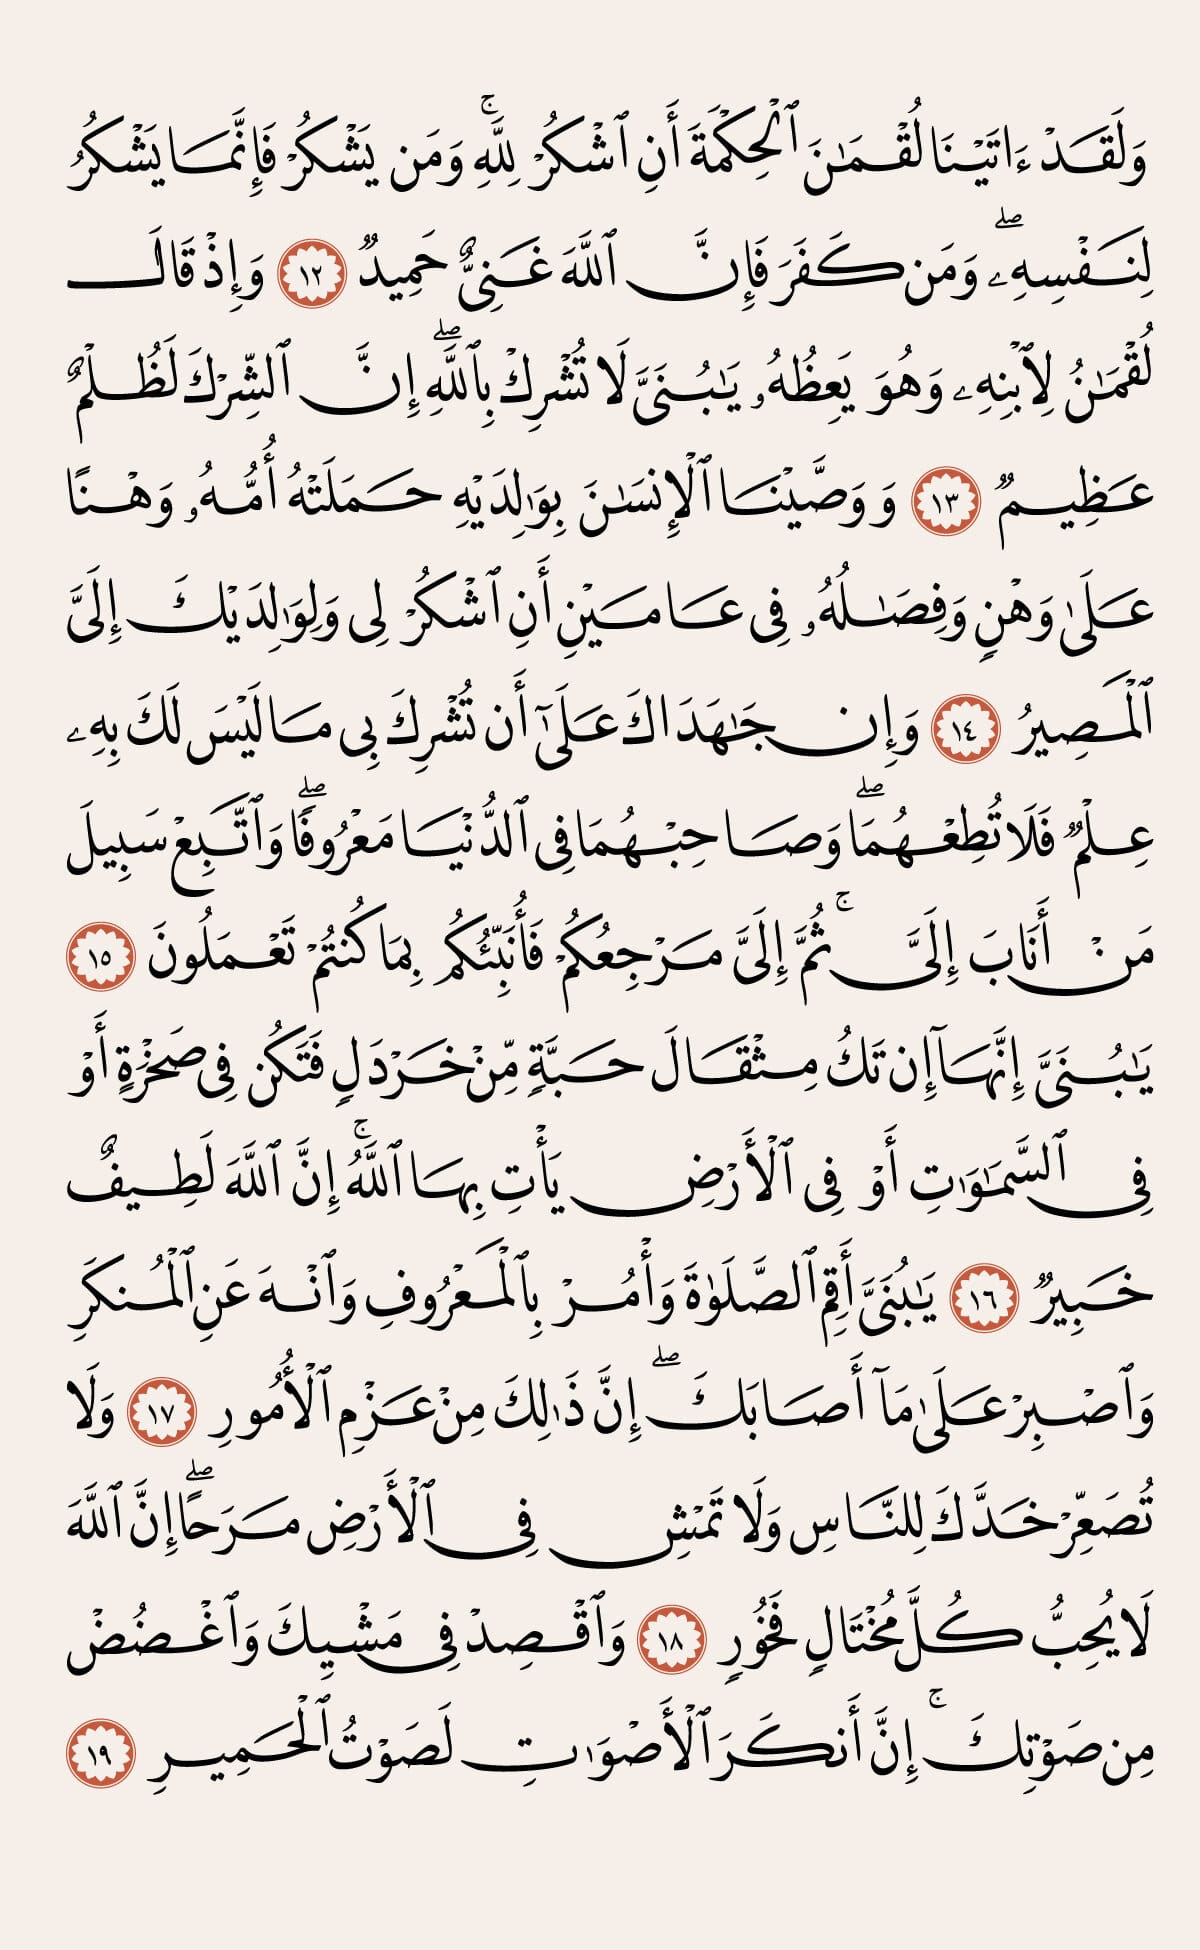 وَلَقَدْ ءَاتَيْنَا لُقْمَـٰنَ ٱلْحِكْمَةَ أَنِ ٱشْكُرْ لِلَّهِ ۚ وَمَن يَشْكُرْ فَإِنَّمَا يَشْكُرُ
لِنَفْسِهِۦ ۖ وَمَن كَفَرَ فَإِنَّ ٱللَّهَ غَنِىٌّ حَمِيدٌ ١٢ وَإِذْ قَالَ
لُقْمَـٰنُ لِٱبْنِهِۦ وَهُوَ يَعِظُهُۥ يَـٰبُنَىَّ لَا تُشْرِكْ بِٱللَّهِ ۖ إِنَّ ٱلشِّرْكَ لَظُلْمٌ
عَظِيمٌ ١٣ وَوَصَّيْنَا ٱلْإِنسَـٰنَ بِوَٰلِدَيْهِ حَمَلَتْهُ أُمُّهُۥ وَهْنًا
عَلَىٰ وَهْنٍ وَفِصَـٰلُهُۥ فِى عَامَيْنِ أَنِ ٱشْكُرْ لِى وَلِوَٰلِدَيْكَ إِلَىَّ
ٱلْمَصِيرُ ١٤ وَإِن جَـٰهَدَاكَ عَلَىٰٓ أَن تُشْرِكَ بِى مَا لَيْسَ لَكَ بِهِۦ
عِلْمٌ فَلَا تُطِعْهُمَا ۖ وَصَاحِبْهُمَا فِى ٱلدُّنْيَا مَعْرُوفًا ۖ وَٱتَّبِعْ سَبِيلَ
مَنْ أَنَابَ إِلَىَّ ۚ ثُمَّ إِلَىَّ مَرْجِعُكُمْ فَأُنَبِّئُكُم بِمَا كُنتُمْ تَعْمَلُونَ ١٥
يَـٰبُنَىَّ إِنَّهَآ إِن تَكُ مِثْقَالَ حَبَّةٍ مِّنْ خَرْدَلٍ فَتَكُن فِى صَخْرَةٍ أَوْ
فِى ٱلسَّمَـٰوَٰتِ أَوْ فِى ٱلْأَرْضِ يَأْتِ بِهَا ٱللَّهُ ۚ إِنَّ ٱللَّهَ لَطِيفٌ
خَبِيرٌ ١٦ يَـٰبُنَىَّ أَقِمِ ٱلصَّلَوٰةَ وَأْمُرْ بِٱلْمَعْرُوفِ وَٱنْهَ عَنِ ٱلْمُنكَرِ
وَٱصْبِرْ عَلَىٰ مَآ أَصَابَكَ ۖ إِنَّ ذَٰلِكَ مِنْ عَزْمِ ٱلْأُمُورِ ١٧ وَلَا
تُصَعِّرْ خَدَّكَ لِلنَّاسِ وَلَا تَمْشِ فِى ٱلْأَرْضِ مَرَحًا ۖ إِنَّ ٱللَّهَ
لَا يُحِبُّ كُلَّ مُخْتَالٍ فَخُورٍ ١٨ وَٱقْصِدْ فِى مَشْيِكَ وَٱغْضُضْ
مِن صَوْتِكَ ۚ إِنَّ أَنكَرَ ٱلْأَصْوَٰتِ لَصَوْتُ ٱلْحَمِيرِ ١٩